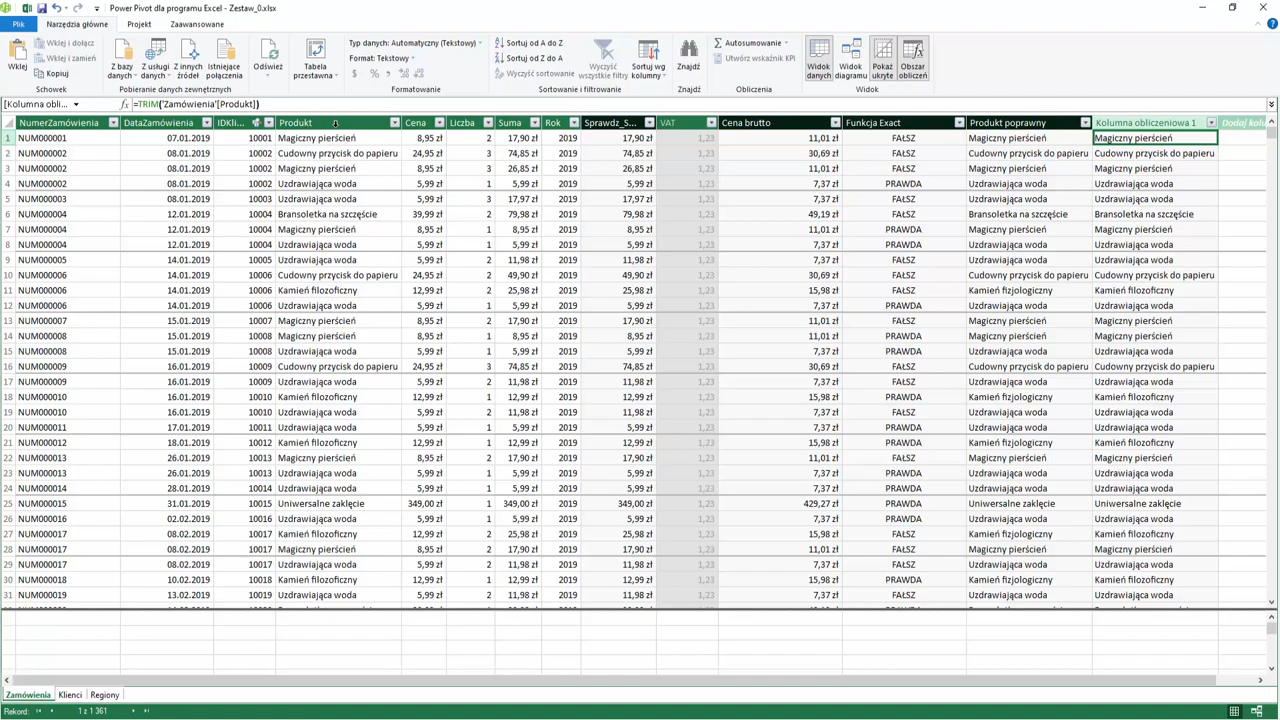 Power Pivot dla programu Excel - Zestaw_0.xlsx
Plik Narzędzia główne Projekt Zaawansowane
Wklej
Wklej i dołącz
Wklej i zamień
Kopiuj
Z bazy danych
Z usługi danych
Z innych źródeł
Istniejące połączenia
Odśwież
Tabela przestawna
Typ danych: Automatyczny (Tekstowy)
Format: Tekstowy
$ %
Sortuj od A do Z
Sortuj od Z do A
Wyczyść sortowanie
Wyczyść wszystkie filtry
Sortuj wg kolumny
Znajdź
Autosumowanie
Utwórz wskaźnik KPI
Widok danych
Widok diagramu
Pokaż ukryte
Obszar obliczeń
Schowek Pobieranie danych zewnętrznych Formatowanie Sortowanie i filtrowanie Znajdź Obliczenia Widok
[Kolumna obli... fx =TRIM('Zamówienia'[Produkt])
NumerZamówienia DataZamówienia IDKli... Produkt Cena Liczba Suma Rok Sprawdz_S... VAT Cena brutto Funkcja Exact Produkt poprawny Kolumna obliczeniowa 1 Dodaj kolu
1 NUM000001 07.01.2019 10001 Magiczny pierścień 8,95 zł 2 17,90 zł 2019 17,90 zł 1,23 11,01 zł FAŁSZ Magiczny pierścień Magiczny pierścień
2 NUM000002 08.01.2019 10002 Cudowny przycisk do papieru 24,95 zł 3 74,85 zł 2019 74,85 zł 1,23 30,69 zł FAŁSZ Cudowny przycisk do papieru Cudowny przycisk do papieru
3 NUM000002 08.01.2019 10002 Magiczny pierścień 8,95 zł 3 26,85 zł 2019 26,85 zł 1,23 11,01 zł FAŁSZ Magiczny pierścień Magiczny pierścień
4 NUM000002 08.01.2019 10002 Uzdrawiająca woda 5,99 zł 1 5,99 zł 2019 5,99 zł 1,23 7,37 zł PRAWDA Uzdrawiająca woda Uzdrawiająca woda
5 NUM000003 08.01.2019 10003 Uzdrawiająca woda 5,99 zł 3 17,97 zł 2019 17,97 zł 1,23 7,37 zł FAŁSZ Uzdrawiająca woda Uzdrawiająca woda
6 NUM000004 12.01.2019 10004 Bransoletka na szczęście 39,99 zł 2 79,98 zł 2019 79,98 zł 1,23 49,19 zł FAŁSZ Bransoletka na szczęście Bransoletka na szczęście
7 NUM000004 12.01.2019 10004 Magiczny pierścień 8,95 zł 1 8,95 zł 2019 8,95 zł 1,23 11,01 zł PRAWDA Magiczny pierścień Magiczny pierścień
8 NUM000004 12.01.2019 10004 Uzdrawiająca woda 5,99 zł 1 5,99 zł 2019 5,99 zł 1,23 7,37 zł PRAWDA Uzdrawiająca woda Uzdrawiająca woda
9 NUM000005 14.01.2019 10005 Uzdrawiająca woda 5,99 zł 2 11,98 zł 2019 11,98 zł 1,23 7,37 zł FAŁSZ Uzdrawiająca woda Uzdrawiająca woda
10 NUM000006 14.01.2019 10006 Cudowny przycisk do papieru 24,95 zł 2 49,90 zł 2019 49,90 zł 1,23 30,69 zł FAŁSZ Cudowny przycisk do papieru Cudowny przycisk do papieru
11 NUM000006 14.01.2019 10006 Kamień filozoficzny 12,99 zł 2 25,98 zł 2019 25,98 zł 1,23 15,98 zł FAŁSZ Kamień fizjologiczny Kamień filozoficzny
12 NUM000006 14.01.2019 10006 Uzdrawiająca woda 5,99 zł 1 5,99 zł 2019 5,99 zł 1,23 7,37 zł PRAWDA Uzdrawiająca woda Uzdrawiająca woda
13 NUM000007 15.01.2019 10007 Magiczny pierścień 8,95 zł 2 17,90 zł 2019 17,90 zł 1,23 11,01 zł FAŁSZ Magiczny pierścień Magiczny pierścień
14 NUM000008 15.01.2019 10008 Magiczny pierścień 8,95 zł 1 8,95 zł 2019 8,95 zł 1,23 11,01 zł PRAWDA Magiczny pierścień Magiczny pierścień
15 NUM000008 15.01.2019 10008 Uzdrawiająca woda 5,99 zł 1 5,99 zł 2019 5,99 zł 1,23 7,37 zł PRAWDA Uzdrawiająca woda Uzdrawiająca woda
16 NUM000009 16.01.2019 10009 Cudowny przycisk do papieru 24,95 zł 3 74,85 zł 2019 74,85 zł 1,23 30,69 zł FAŁSZ Cudowny przycisk do papieru Cudowny przycisk do papieru
17 NUM000009 16.01.2019 10009 Uzdrawiająca woda 5,99 zł 2 11,98 zł 2019 11,98 zł 1,23 7,37 zł FAŁSZ Uzdrawiająca woda Uzdrawiająca woda
18 NUM000010 16.01.2019 10010 Kamień filozoficzny 12,99 zł 1 12,99 zł 2019 12,99 zł 1,23 15,98 zł PRAWDA Kamień fizjologiczny Kamień filozoficzny
19 NUM000010 16.01.2019 10010 Uzdrawiająca woda 5,99 zł 2 11,98 zł 2019 11,98 zł 1,23 7,37 zł FAŁSZ Uzdrawiająca woda Uzdrawiająca woda
20 NUM000011 17.01.2019 10011 Uzdrawiająca woda 5,99 zł 2 11,98 zł 2019 11,98 zł 1,23 7,37 zł FAŁSZ Uzdrawiająca woda Uzdrawiająca woda
21 NUM000012 18.01.2019 10012 Kamień filozoficzny 12,99 zł 1 12,99 zł 2019 12,99 zł 1,23 15,98 zł PRAWDA Kamień fizjologiczny Kamień filozoficzny
22 NUM000013 26.01.2019 10013 Magiczny pierścień 8,95 zł 2 17,90 zł 2019 17,90 zł 1,23 11,01 zł FAŁSZ Magiczny pierścień Magiczny pierścień
23 NUM000013 26.01.2019 10013 Uzdrawiająca woda 5,99 zł 2 11,98 zł 2019 11,98 zł 1,23 7,37 zł FAŁSZ Uzdrawiająca woda Uzdrawiająca woda
24 NUM000014 28.01.2019 10014 Uzdrawiająca woda 5,99 zł 1 5,99 zł 2019 5,99 zł 1,23 7,37 zł PRAWDA Uzdrawiająca woda Uzdrawiająca woda
25 NUM000015 31.01.2019 10015 Uniwersalne zaklęcie 349,00 zł 1 349,00 zł 2019 349,00 zł 1,23 429,27 zł PRAWDA Uniwersalne zaklęcie Uniwersalne zaklęcie
26 NUM000016 02.02.2019 10016 Uzdrawiająca woda 5,99 zł 1 5,99 zł 2019 5,99 zł 1,23 7,37 zł PRAWDA Uzdrawiająca woda Uzdrawiająca woda
27 NUM000017 08.02.2019 10017 Kamień filozoficzny 12,99 zł 2 25,98 zł 2019 25,98 zł 1,23 15,98 zł FAŁSZ Kamień fizjologiczny Kamień filozoficzny
28 NUM000017 08.02.2019 10017 Magiczny pierścień 8,95 zł 2 17,90 zł 2019 17,90 zł 1,23 11,01 zł FAŁSZ Magiczny pierścień Magiczny pierścień
29 NUM000017 08.02.2019 10017 Uzdrawiająca woda 5,99 zł 2 11,98 zł 2019 11,98 zł 1,23 7,37 zł FAŁSZ Uzdrawiająca woda Uzdrawiająca woda
30 NUM000018 10.02.2019 10018 Kamień filozoficzny 12,99 zł 1 12,99 zł 2019 12,99 zł 1,23 15,98 zł PRAWDA Kamień fizjologiczny Kamień filozoficzny
31 NUM000019 13.02.2019 10019 Uzdrawiająca woda 5,99 zł 2 11,98 zł 2019 11,98 zł 1,23 7,37 zł FAŁSZ Uzdrawiająca woda Uzdrawiająca woda
Zamówienia Klienci Regiony
Rekord: 1 z 1 361